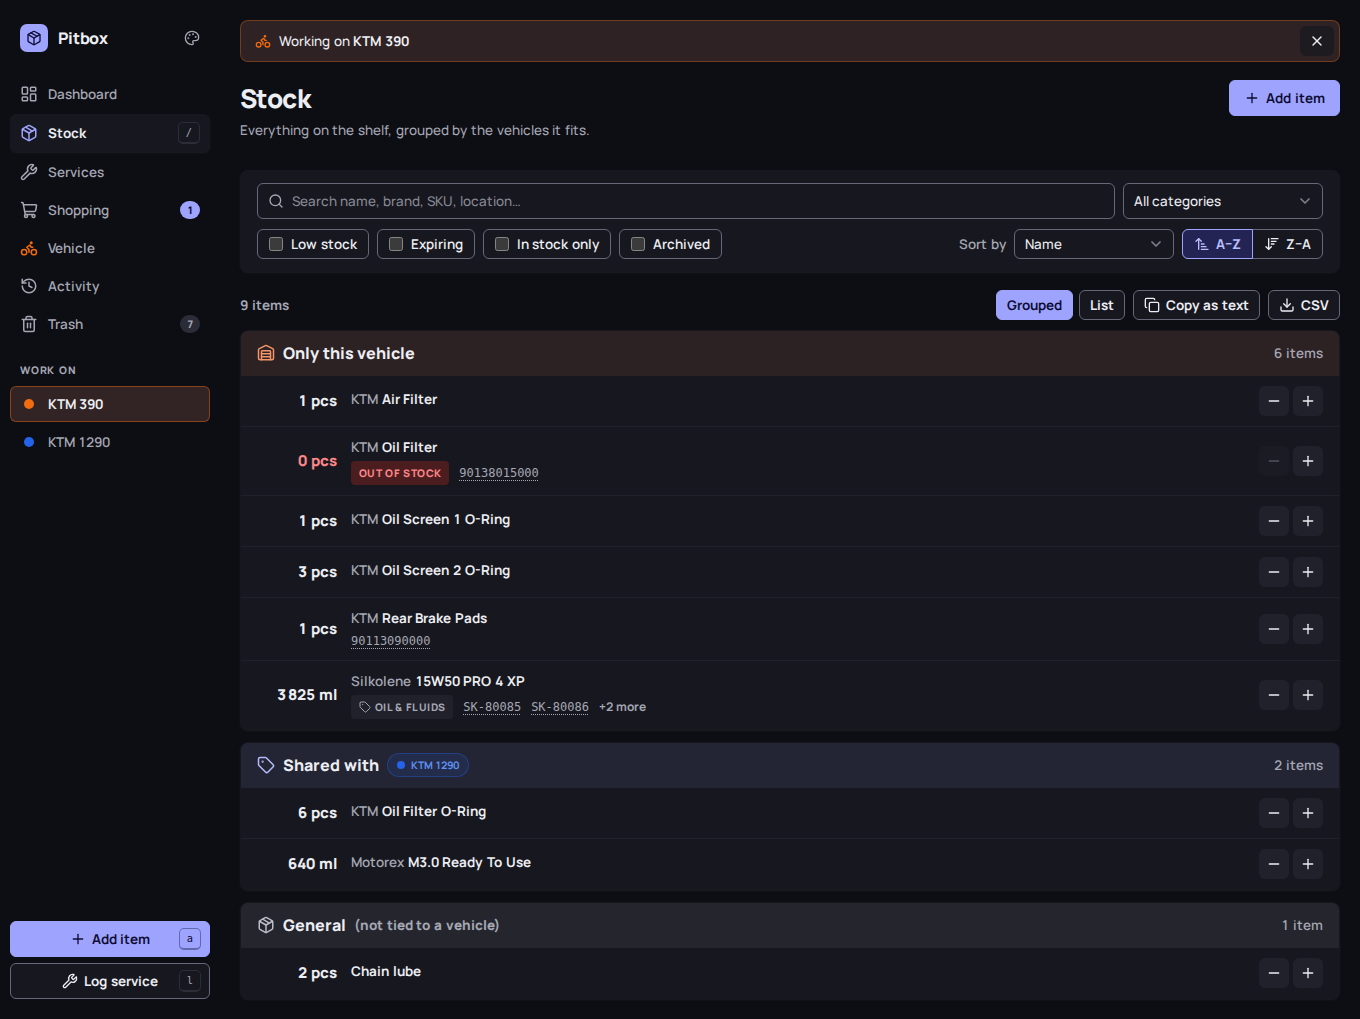 Pitbox
Dashboard
Stock /
Services
Shopping 1
Vehicle
Activity
Trash 7
WORK ON
KTM 390
KTM 1290
Add item a
Log service l
Working on KTM 390
Stock
Add item
Everything on the shelf, grouped by the vehicles it fits.
Search name, brand, SKU, location...
All categories
Low stock
Expiring
In stock only
Archived
Sort by
Name
A–Z
Z–A
9 items
Grouped
List
Copy as text
CSV
Only this vehicle
6 items
1 pcs KTM Air Filter
0 pcs KTM Oil Filter
OUT OF STOCK 90138015000
1 pcs KTM Oil Screen 1 O-Ring
3 pcs KTM Oil Screen 2 O-Ring
1 pcs KTM Rear Brake Pads
90113090000
3 825 ml Silkolene 15W50 PRO 4 XP
OIL & FLUIDS SK-80085 SK-80086 +2 more
Shared with KTM 1290
2 items
6 pcs KTM Oil Filter O-Ring
640 ml Motorex M3.0 Ready To Use
General (not tied to a vehicle)
1 item
2 pcs Chain lube